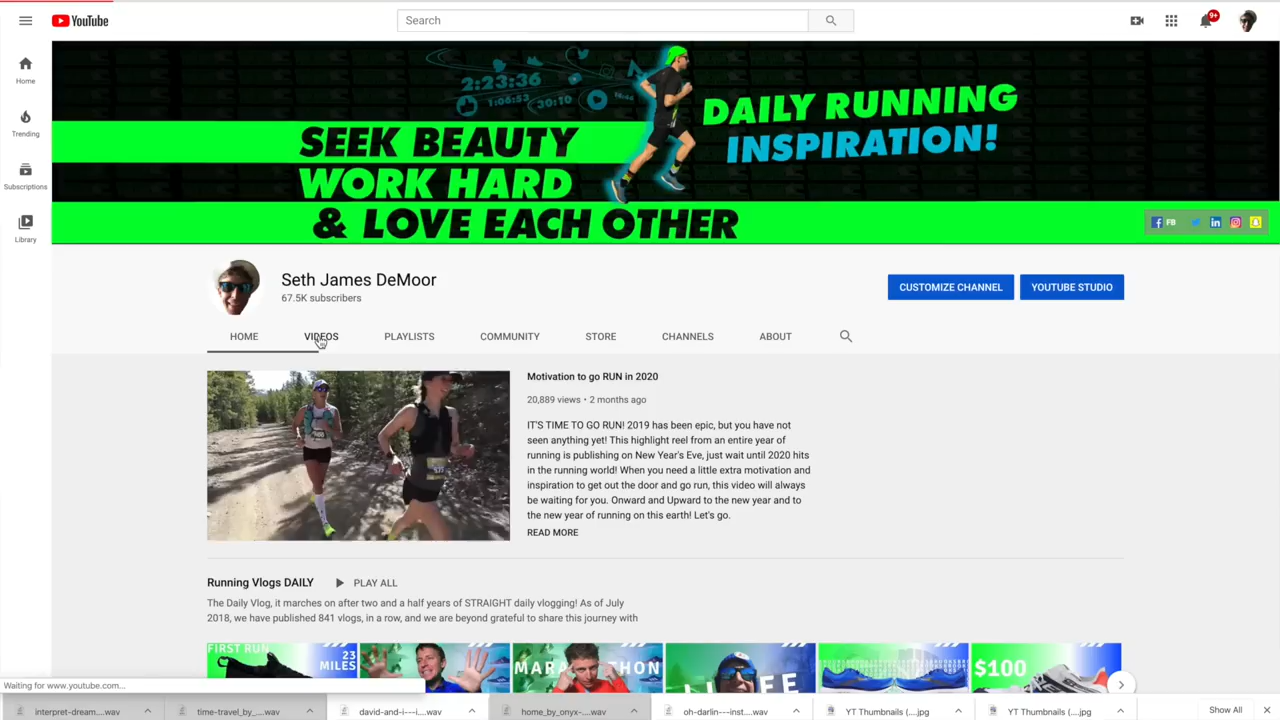 YouTube
Search
9+
Home
Trending
Subscriptions
Library
2:23:36
1:06:53 30:10 14:44
SEEK BEAUTY
WORK HARD
& LOVE EACH OTHER
DAILY RUNNING
INSPIRATION!
FB
Seth James DeMoor
67.5K subscribers
CUSTOMIZE CHANNEL
YOUTUBE STUDIO
HOME
VIDEOS
PLAYLISTS
COMMUNITY
STORE
CHANNELS
ABOUT
Motivation to go RUN in 2020
20,889 views • 2 months ago
IT'S TIME TO GO RUN! 2019 has been epic, but you have not
seen anything yet! This highlight reel from an entire year of
running is publishing on New Year's Eve, just wait until 2020 hits
in the running world! When you need a little extra motivation and
inspiration to get out the door and go run, this video will always
be waiting for you. Onward and Upward to the new year and to
the new year of running on this earth! Let's go.
READ MORE
Running Vlogs DAILY
PLAY ALL
The Daily Vlog, it marches on after two and a half years of STRAIGHT daily vlogging! As of July
2018, we have published 841 vlogs, in a row, and we are beyond grateful to share this journey with
FIRST RUN
23
MILES
MARATHON
LIFE
$100
Waiting for www.youtube.com...
interpret-dream....wav
time-travel_by_....wav
david-and-i---i....wav
home_by_onyx-....wav
oh-darlin---inst....wav
YT Thumbnails (....jpg
YT Thumbnails (....jpg
Show All